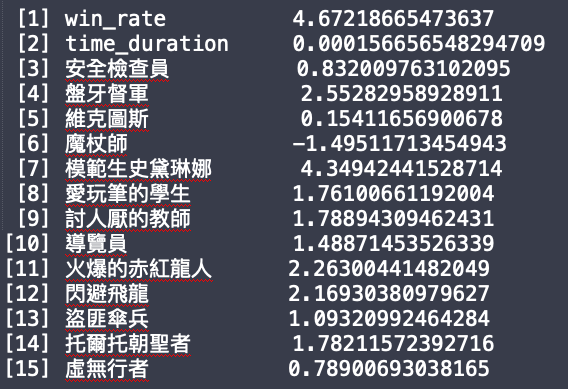 [1] win_rate 4.67218665473637
[2] time_duration 0.000156656548294709
[3] 安全檢查員 0.832009763102095
[4] 盤牙督軍 2.55282958928911
[5] 維克圖斯 0.15411656900678
[6] 魔杖師 -1.49511713454943
[7] 模範生史黛琳娜 4.34942441528714
[8] 愛玩筆的學生 1.76100661192004
[9] 討人厭的教師 1.78894309462431
[10] 導覽員 1.48871453526339
[11] 火爆的赤紅龍人 2.26300441482049
[12] 閃避飛龍 2.16930380979627
[13] 盜匪傘兵 1.09320992464284
[14] 托爾托朝聖者 1.78211572392716
[15] 虛無行者 0.78900693038165